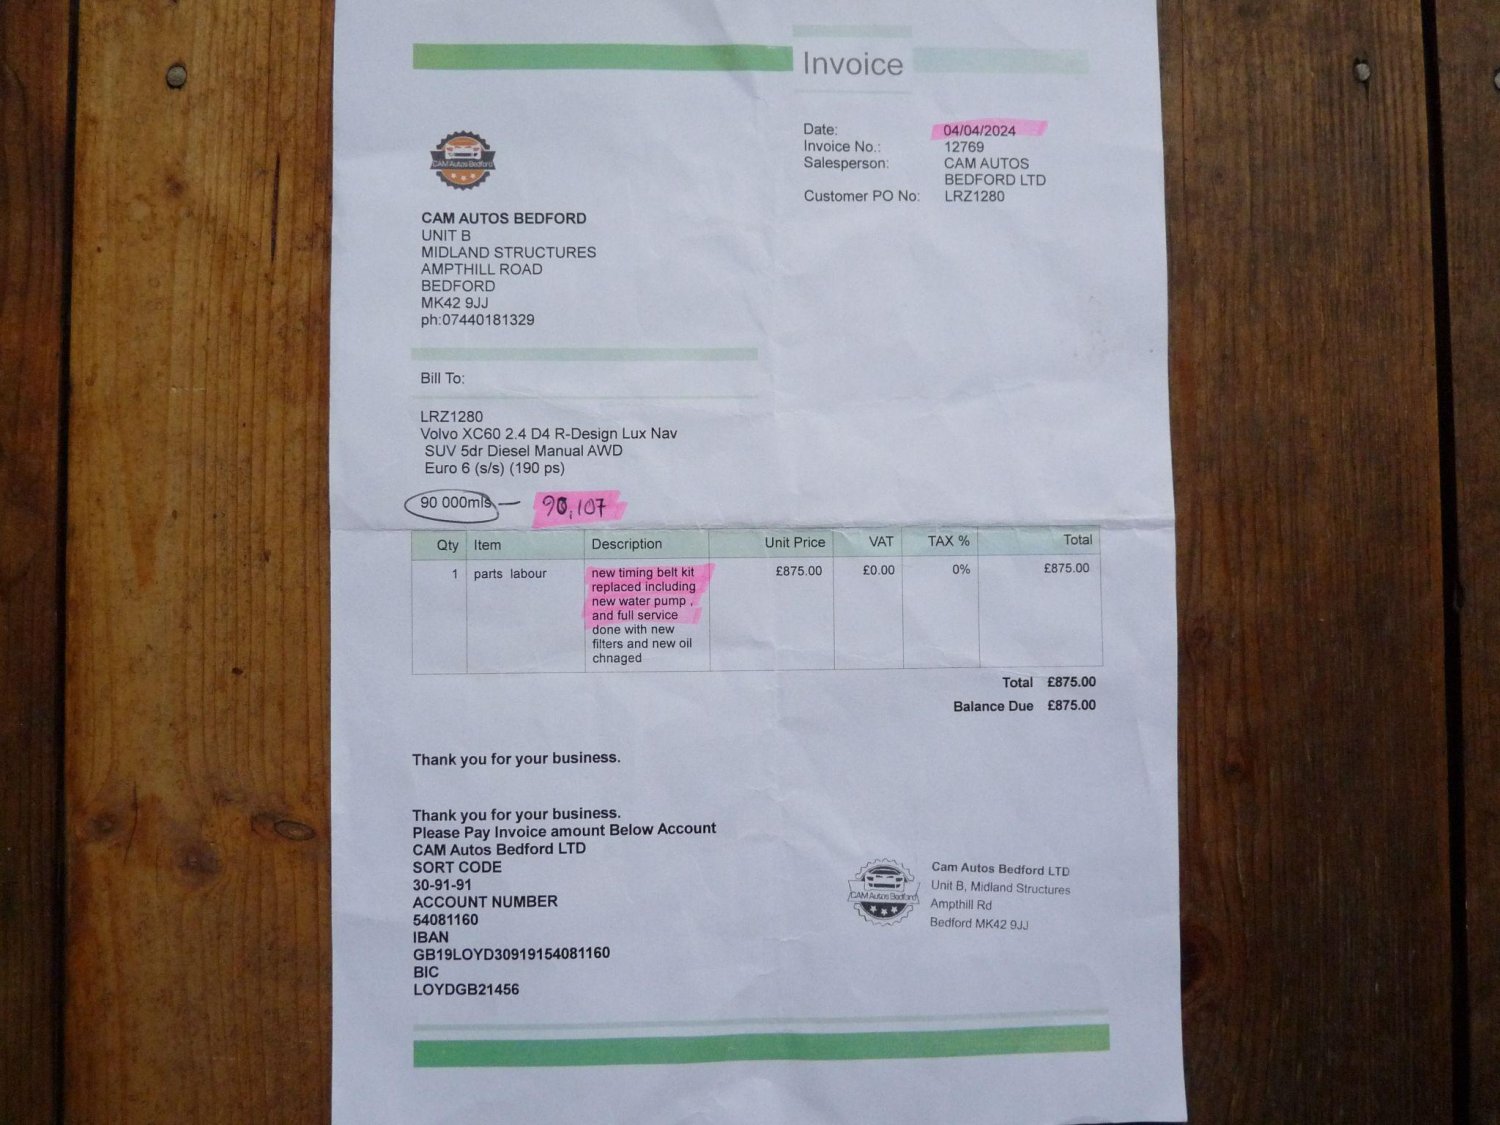 Invoice
Date: 04/04/2024
Invoice No.: 12769
Salesperson: CAM AUTOS
BEDFORD LTD
Customer PO No: LRZ1280
CAM Autos Bedford
CAM AUTOS BEDFORD
UNIT B
MIDLAND STRUCTURES
AMPTHILL ROAD
BEDFORD
MK42 9JJ
ph:07440181329
Bill To:
LRZ1280
Volvo XC60 2.4 D4 R-Design Lux Nav
SUV 5dr Diesel Manual AWD
Euro 6 (s/s) (190 ps)
90 000mls — 90,107
Qty Item Description Unit Price VAT TAX % Total
1 parts labour new timing belt kit £875.00 £0.00 0% £875.00
replaced including
new water pump ,
and full service
done with new
filters and new oil
chnaged
Total £875.00
Balance Due £875.00
Thank you for your business.
Thank you for your business.
Please Pay Invoice amount Below Account
CAM Autos Bedford LTD
SORT CODE
30-91-91
ACCOUNT NUMBER
54081160
IBAN
GB19LOYD30919154081160
BIC
LOYDGB21456
CAM Autos Bedford
Cam Autos Bedford LTD
Unit B, Midland Structures
Ampthill Rd
Bedford MK42 9JJ